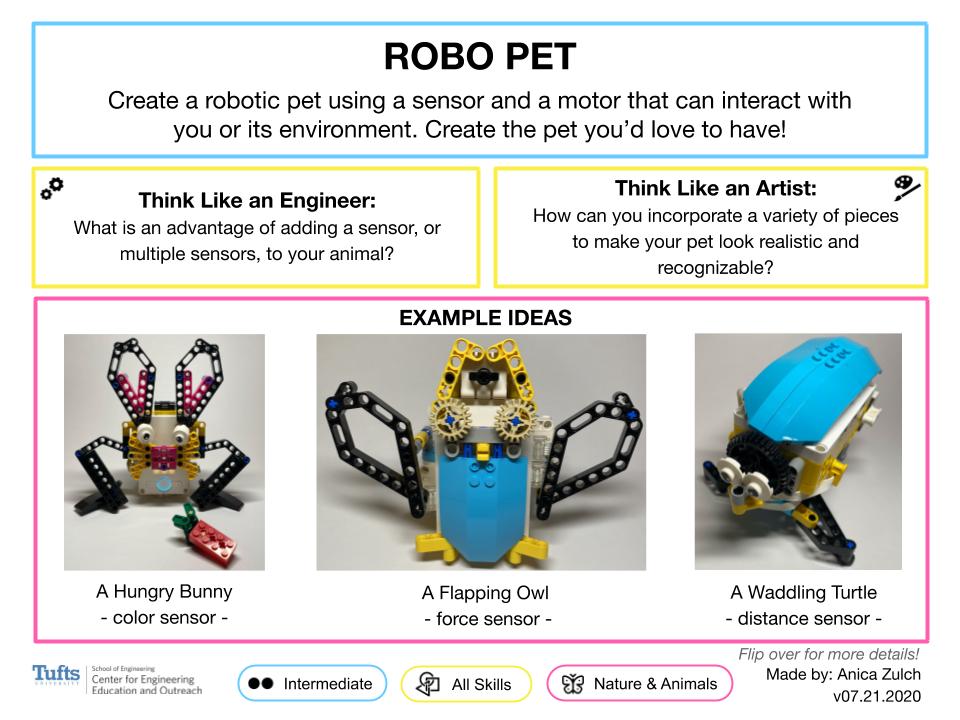 ROBO PET
Create a robotic pet using a sensor and a motor that can interact with
you or its environment. Create the pet you’d love to have!
Think Like an Engineer:
What is an advantage of adding a sensor, or
multiple sensors, to your animal?
Think Like an Artist:
How can you incorporate a variety of pieces
to make your pet look realistic and
recognizable?
EXAMPLE IDEAS
A Hungry Bunny
- color sensor -
A Flapping Owl
- force sensor -
A Waddling Turtle
- distance sensor -
Flip over for more details!
Tufts
UNIVERSITY
School of Engineering
Center for Engineering
Education and Outreach
Intermediate
All Skills
Nature & Animals
Made by: Anica Zulch
v07.21.2020